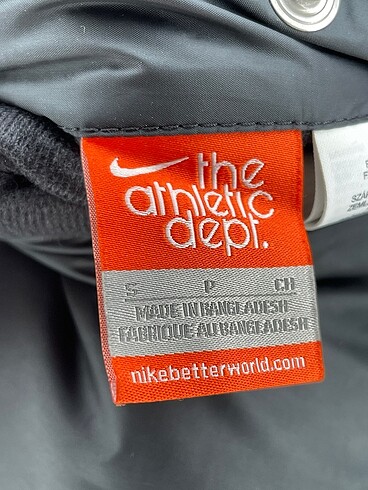 the
athletic
dept.
S P CH
MADE IN BANGLADESH
FABRIQUE AU BANGLADESH
nikebetterworld.com